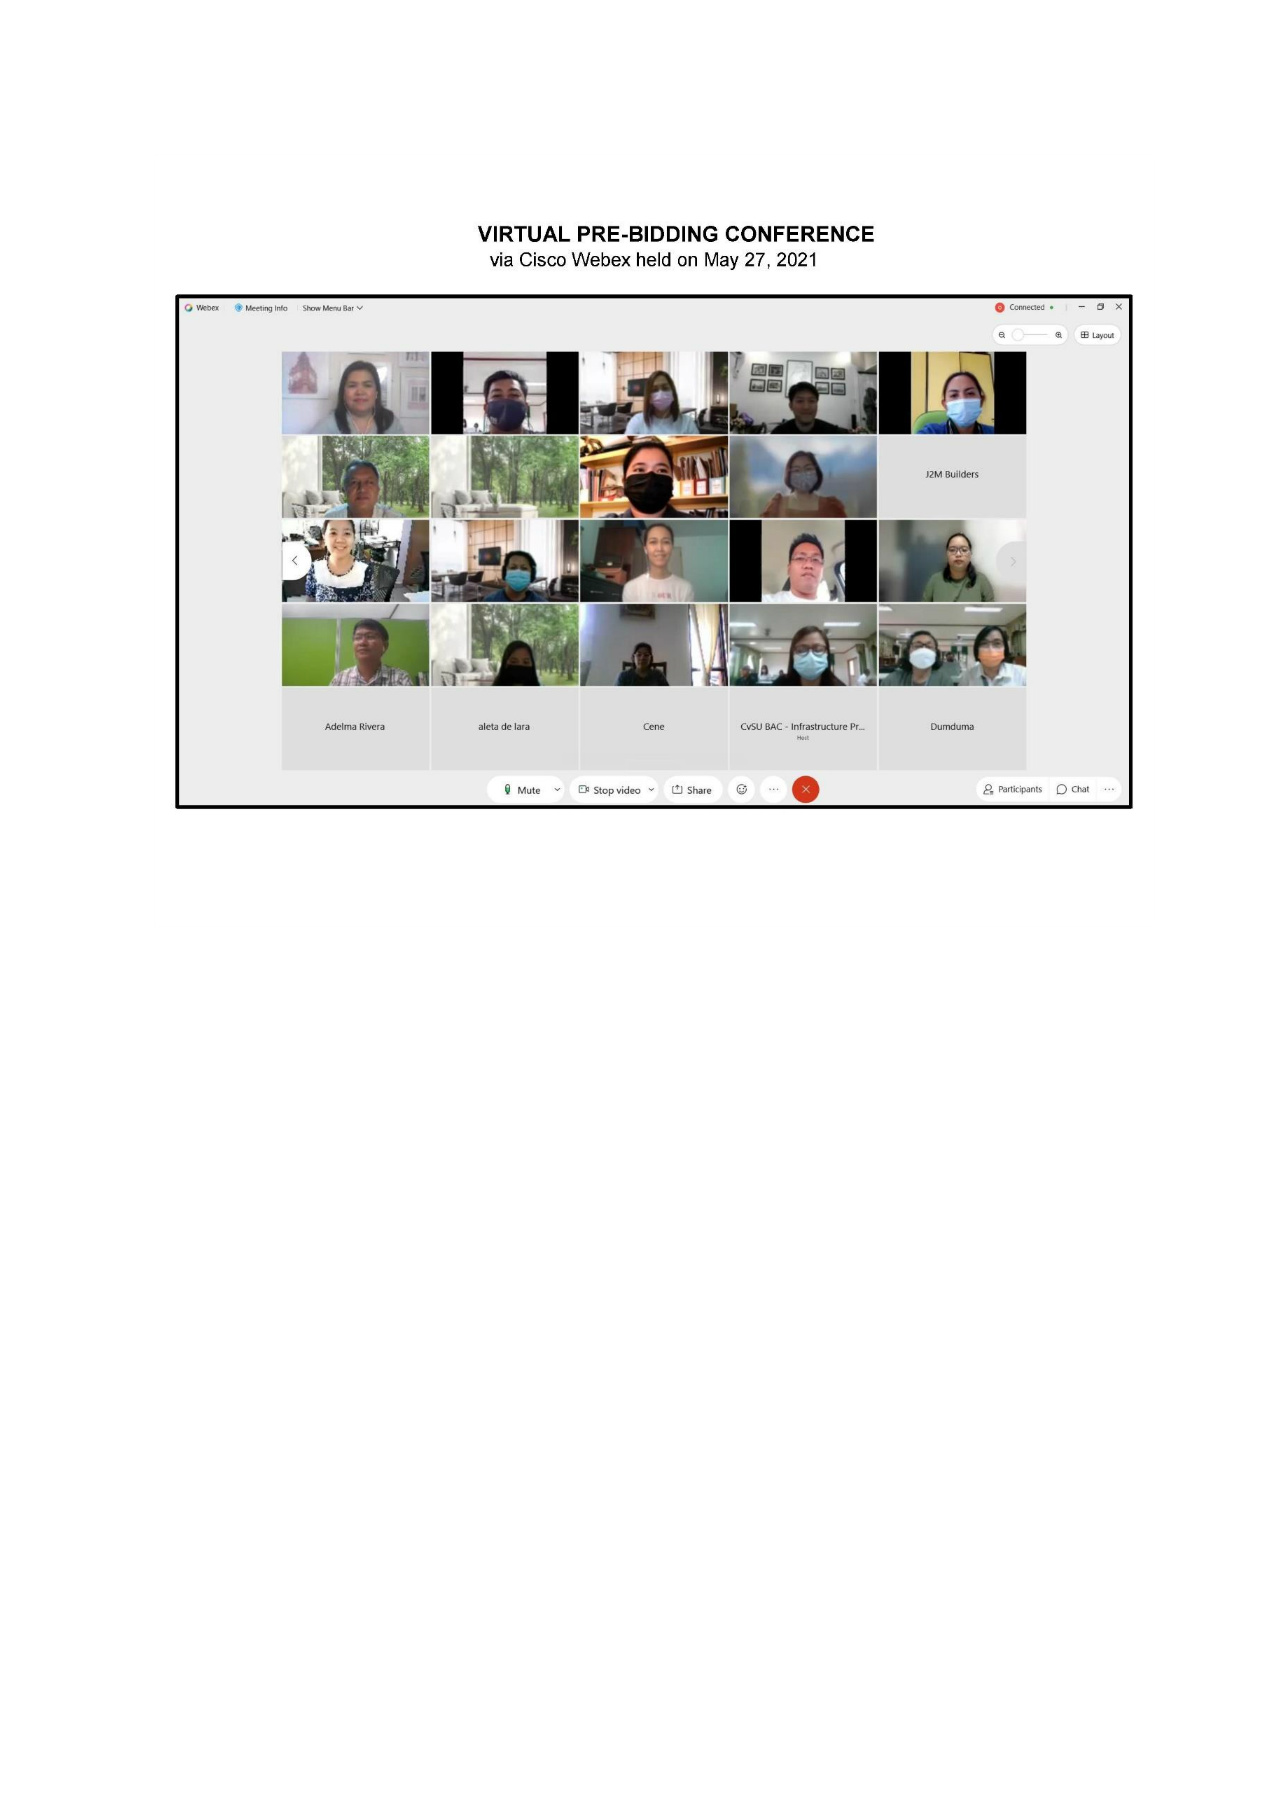 VIRTUAL PRE-BIDDING CONFERENCE
via Cisco Webex held on May 27, 2021
Webex Meeting Info Show Menu Bar Connected
Layout
J2M Builders
Adelma Rivera aleta de lara Cene CvSU BAC - Infrastructure Pr... Dumduma
Host
Mute Stop video Share Participants Chat